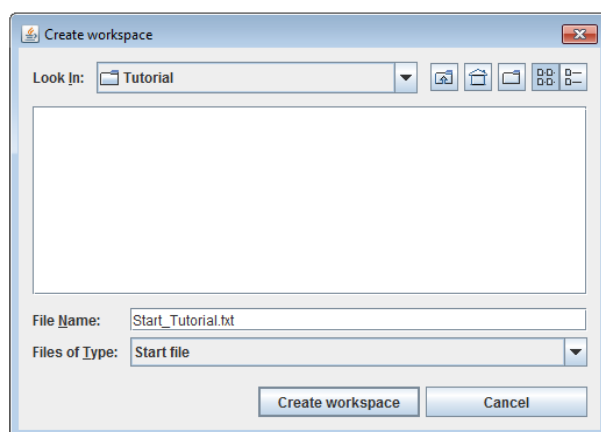 Create workspace
Look In: Tutorial
File Name: Start_Tutorial.txt
Files of Type: Start file
Create workspace Cancel